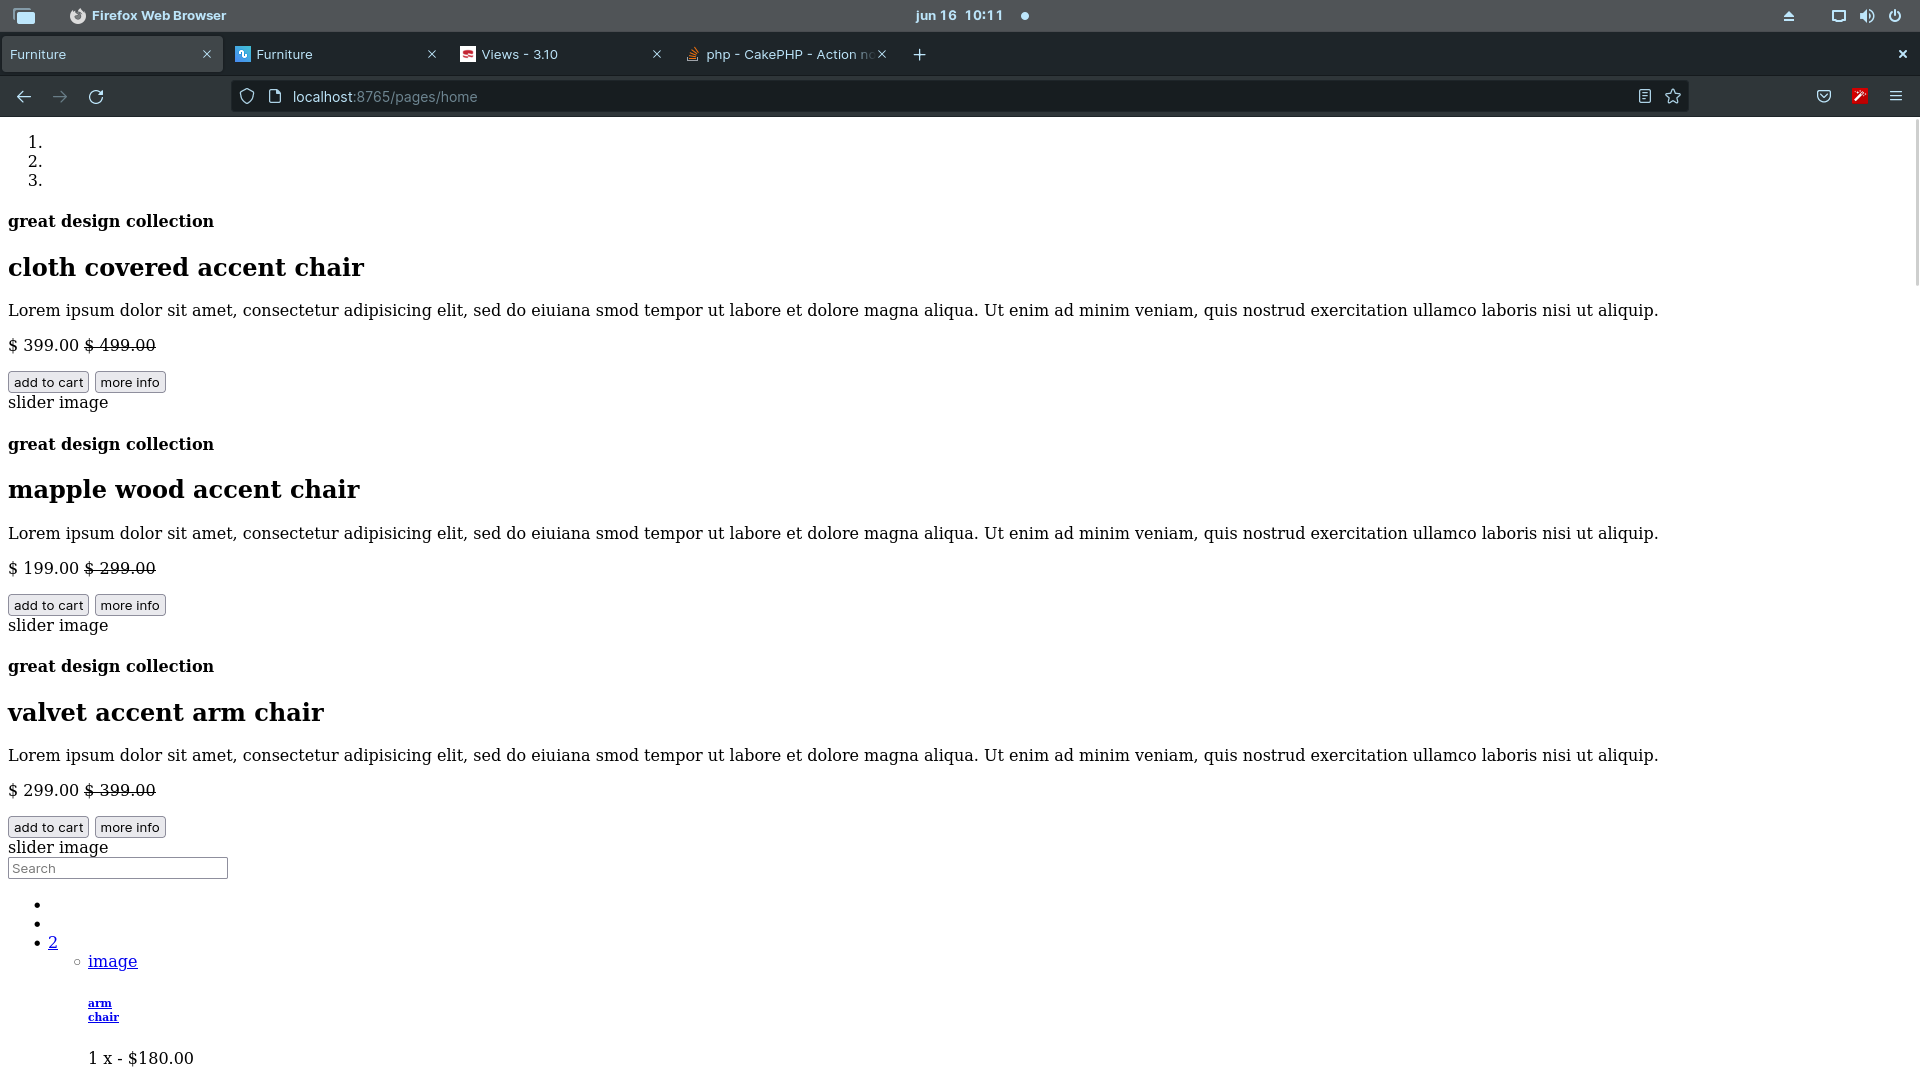 Firefox Web Browser
jun 16 10:11
Furniture
Furniture
Views - 3.10
php - CakePHP - Action no
localhost:8765/pages/home
1.
2.
3.
great design collection
cloth covered accent chair
Lorem ipsum dolor sit amet, consectetur adipisicing elit, sed do eiuiana smod tempor ut labore et dolore magna aliqua. Ut enim ad minim veniam, quis nostrud exercitation ullamco laboris nisi ut aliquip.
$ 399.00 $ 499.00
add to cart more info
slider image
great design collection
mapple wood accent chair
Lorem ipsum dolor sit amet, consectetur adipisicing elit, sed do eiuiana smod tempor ut labore et dolore magna aliqua. Ut enim ad minim veniam, quis nostrud exercitation ullamco laboris nisi ut aliquip.
$ 199.00 $ 299.00
add to cart more info
slider image
great design collection
valvet accent arm chair
Lorem ipsum dolor sit amet, consectetur adipisicing elit, sed do eiuiana smod tempor ut labore et dolore magna aliqua. Ut enim ad minim veniam, quis nostrud exercitation ullamco laboris nisi ut aliquip.
$ 299.00 $ 399.00
add to cart more info
slider image
Search
2
image
arm
chair
1 x - $180.00